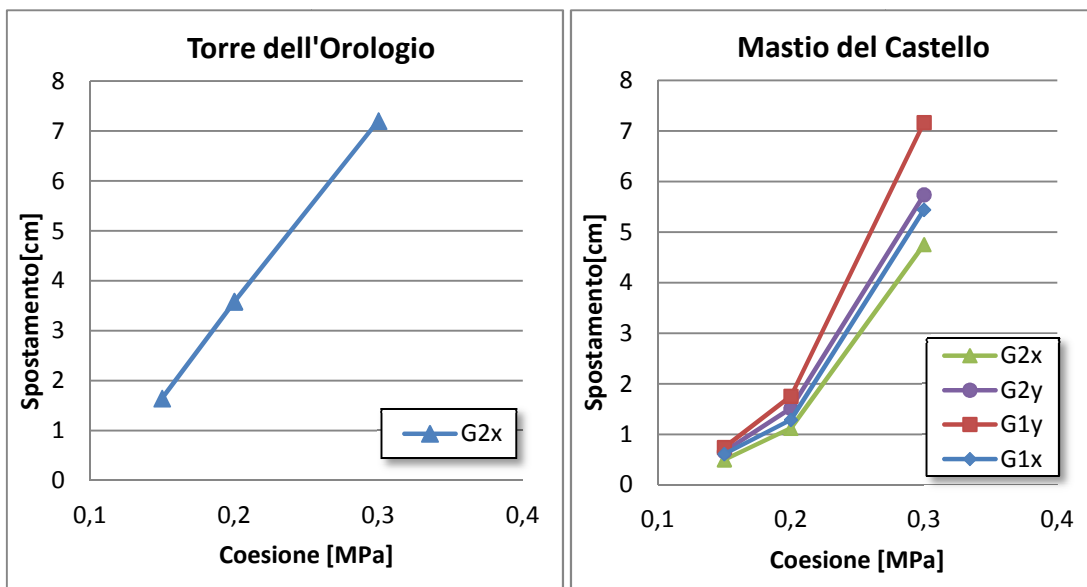 Torre dell'Orologio
8
7
6
5
4
3
2
1
0
Spostamento[cm]
G2x
0,1
0,2
0,3
0,4
Coesione [MPa]
Mastio del Castello
8
7
6
5
4
3
2
1
0
Spostamento[cm]
G2x
G2y
G1y
G1x
0,1
0,2
0,3
0,4
Coesione [MPa]